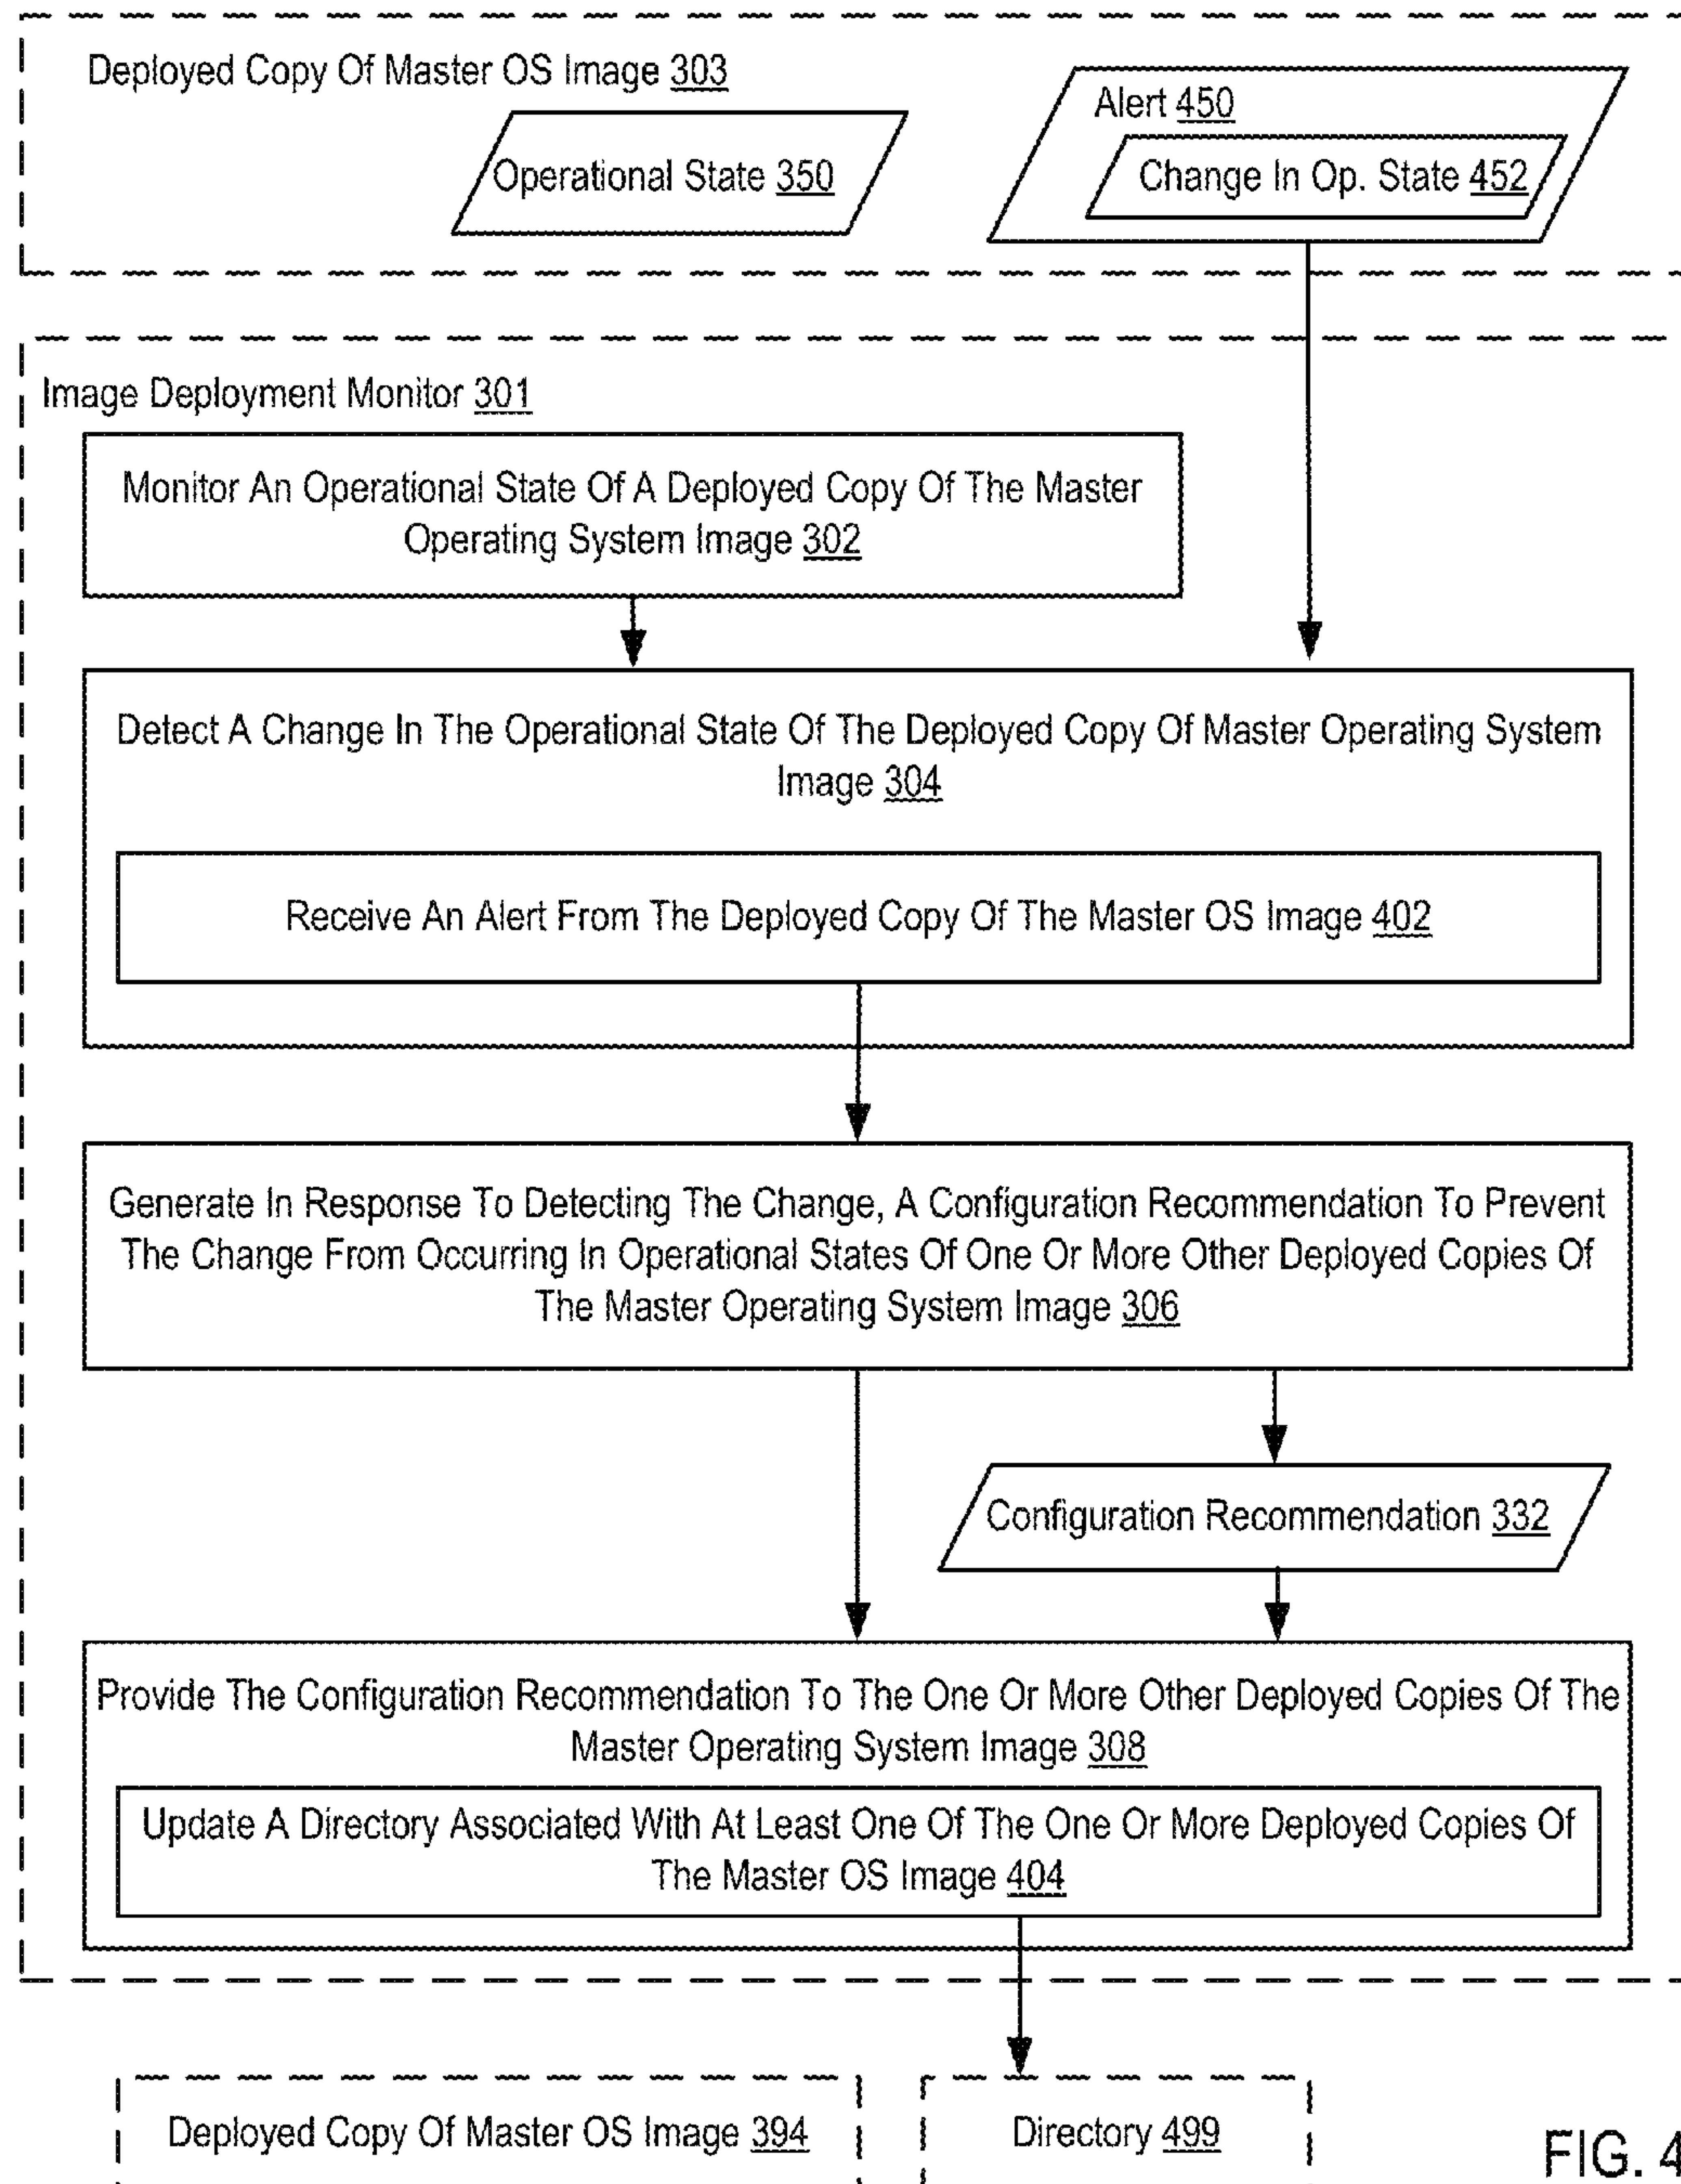 Deployed Copy Of Master OS Image 303
Alert 450
Operational State 350
Change In Op. State 452
Image Deployment Monitor 301
Monitor An Operational State Of A Deployed Copy Of The Master
Operating System Image 302
Detect A Change In The Operational State Of The Deployed Copy Of Master Operating System
Image 304
Receive An Alert From The Deployed Copy Of The Master OS Image 402
Generate In Response To Detecting The Change, A Configuration Recommendation To Prevent
The Change From Occurring In Operational States Of One Or More Other Deployed Copies Of
The Master Operating System Image 306
Configuration Recommendation 332
Provide The Configuration Recommendation To The One Or More Other Deployed Copies Of The
Master Operating System Image 308
Update A Directory Associated With At Least One Of The One Or More Deployed Copies Of
The Master OS Image 404
Deployed Copy Of Master OS Image 394
Directory 499
FIG. 4